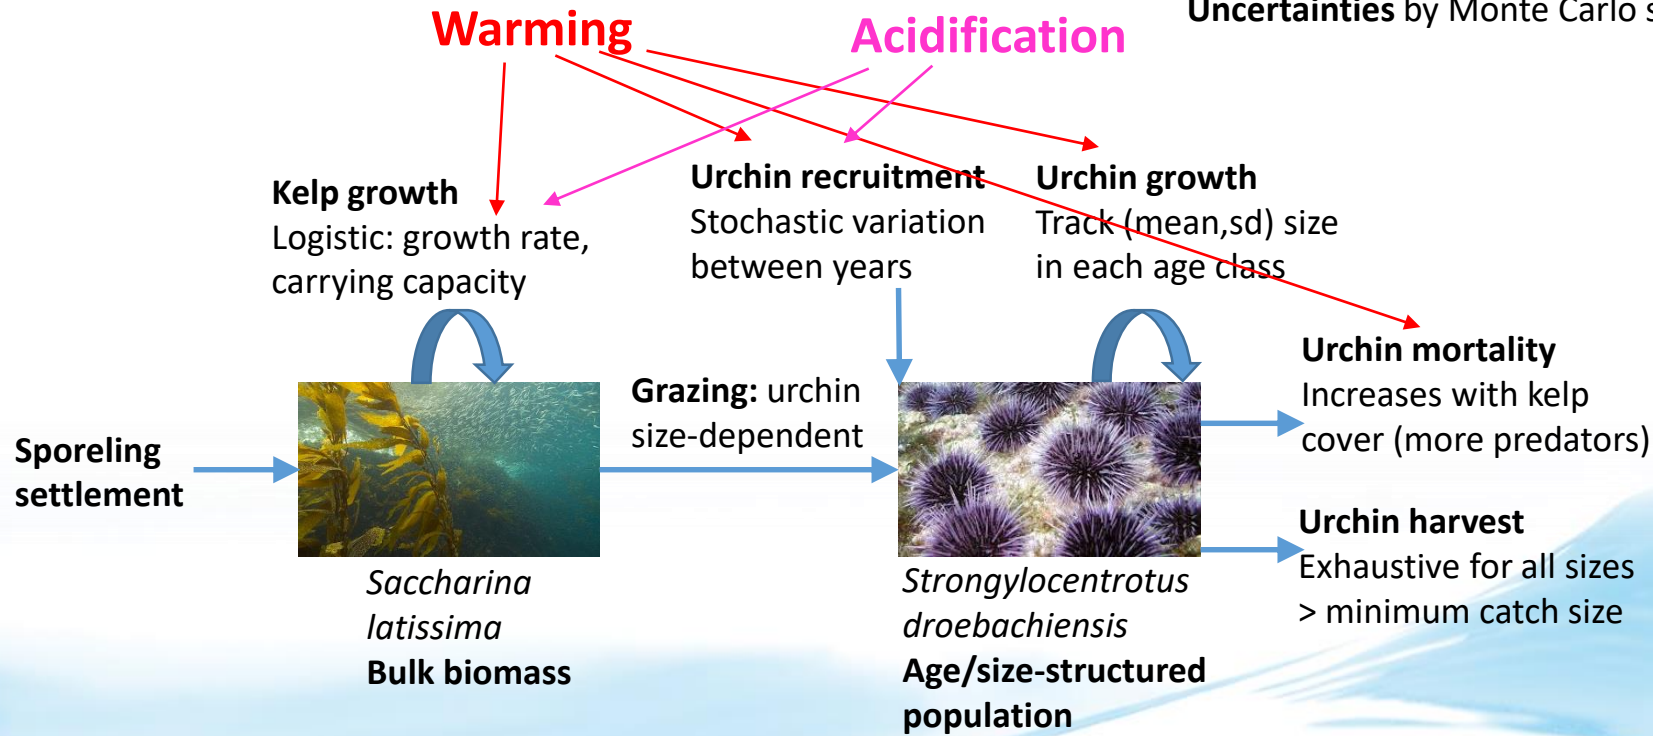 Warming
Acidification
Uncertainties by Monte Carlo
Kelp growth
Logistic: growth rate,
carrying capacity
Urchin recruitment
Stochastic variation
between years
Urchin growth
Track (mean,sd) size
in each age class
Urchin mortality
Increases with kelp
cover (more predators)
Grazing: urchin
size-dependent
Sporeling
settlement
Urchin harvest
Exhaustive for all sizes
> minimum catch size
Saccharina
latissima
Bulk biomass
Strongylocentrotus
droebachiensis
Age/size-structured
population